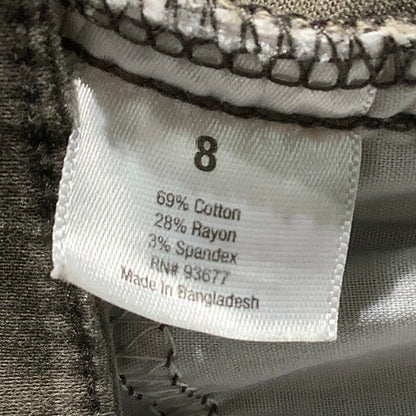 8
69% Cotton
28% Rayon
3% Spandex
RN# 93677
Made In Bangladesh